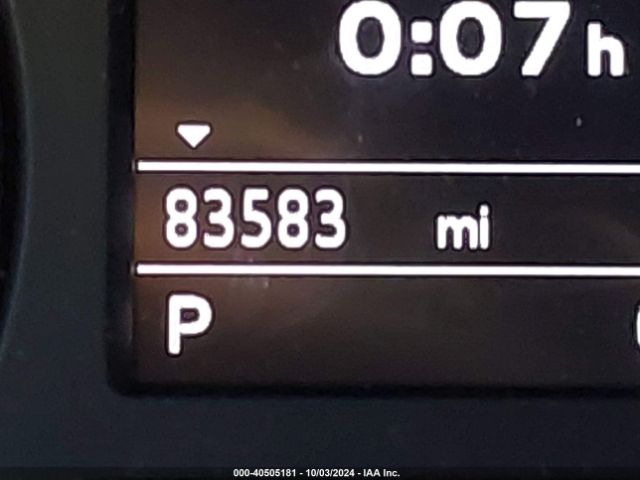 0:07 h
83583 mi
P
000-40505181 - 10/03/2024 - IAA Inc.